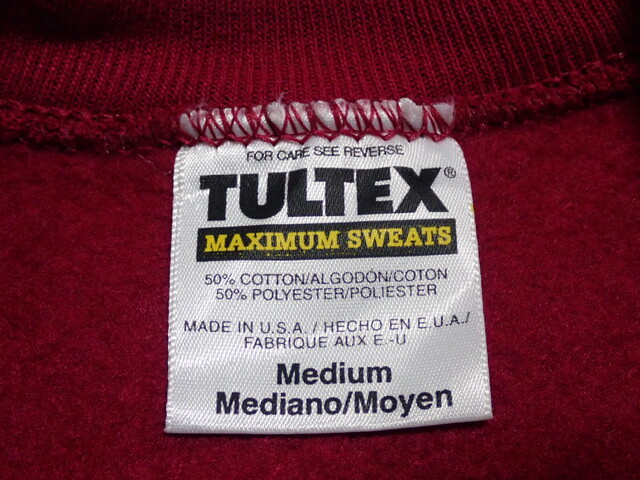 FOR CARE SEE REVERSE
TULTEX®
MAXIMUM SWEATS
50% COTTON/ALGODÓN/COTON
50% POLYESTER/POLIESTER
MADE IN U.S.A. / HECHO EN E.U.A./
FABRIQUE AUX E.-U
Medium
Mediano/Moyen